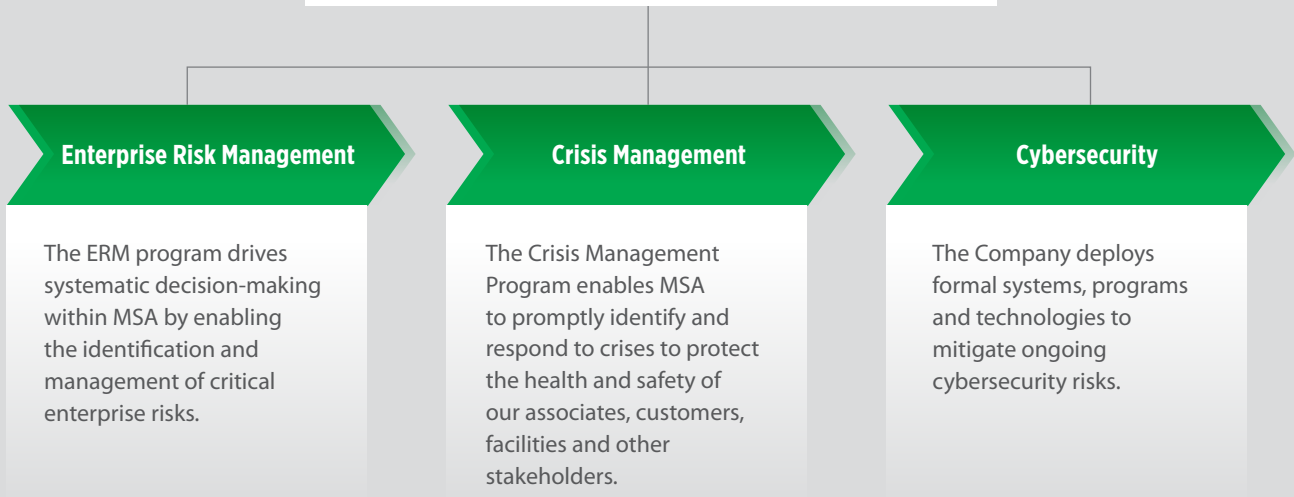 Enterprise Risk Management
The ERM program drives
systematic decision-making
within MSA by enabling
the identification and
management of critical
enterprise risks.
Crisis Management
The Crisis Management
Program enables MSA
to promptly identify and
respond to crises to protect
the health and safety of
our associates, customers,
facilities and other
stakeholders.
Cybersecurity
The Company deploys
formal systems, programs
and technologies to
mitigate ongoing
cybersecurity risks.